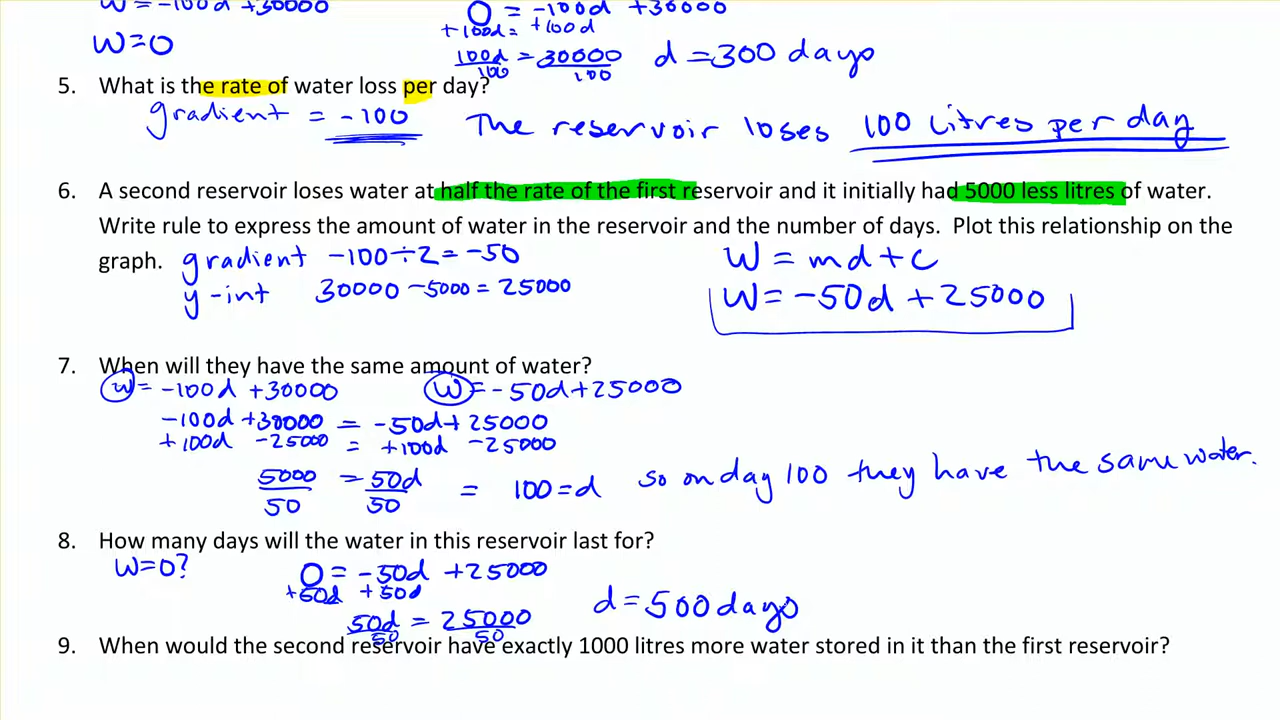 W=-100d +30000
0 = -100d +30000
+100d= +100d
W=0
100d = 30000
100 100
d=300 days
5. What is the rate of water loss per day?
gradient = -100
The reservoir loses 100 litres per day
6. A second reservoir loses water at half the rate of the first reservoir and it initially had 5000 less litres of water.
Write rule to express the amount of water in the reservoir and the number of days. Plot this relationship on the
graph.
gradient -100÷2=-50
W = md+c
y-int 30000-5000=25000
W=-50d +25000
7. When will they have the same amount of water?
W=-100d +30000 W=-50d+25000
-100d+30000 = -50d+25000
+100d -25000 = +100d -25000
5000 = 50d
50 50
= 100=d so on day 100 they have the same water.
8. How many days will the water in this reservoir last for?
W=0?
0=-50d +25000
+50d +50d
50d = 25000
50 50
d=500days
9. When would the second reservoir have exactly 1000 litres more water stored in it than the first reservoir?